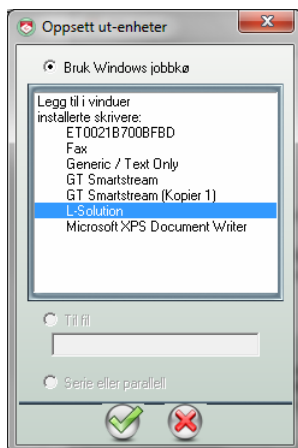 Oppsett ut-enheter
Bruk Windows jobbkø
Legg til i vinduer
installerte skrivere:
ET0021B700BFBD
Fax
Generic / Text Only
GT Smartstream
GT Smartstream (Kopier 1)
L-Solution
Microsoft XPS Document Writer
Til fil
Serie eller parallell